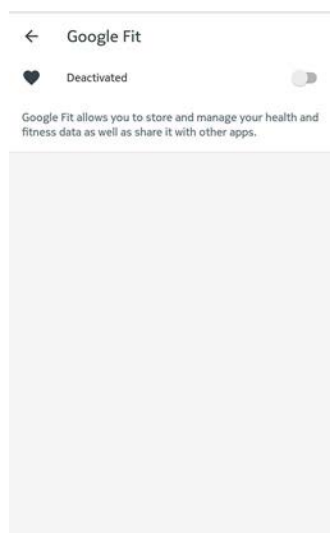 Google Fit
Deactivated
Google Fit allows you to store and manage your health and
fitness data as well as share it with other apps.